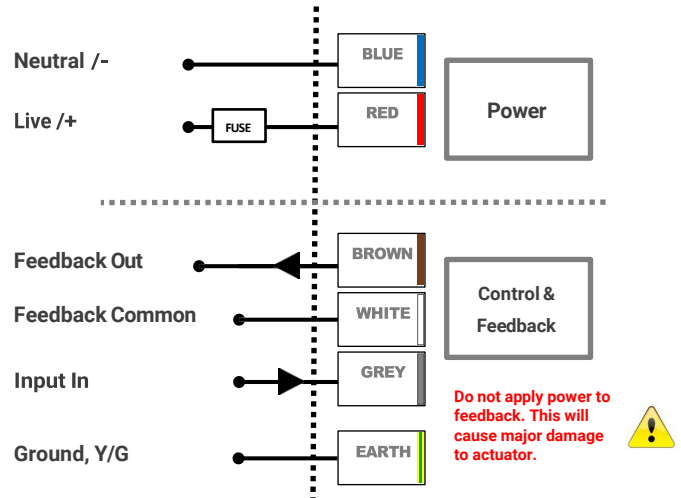 Neutral /-
BLUE
Live /+
FUSE
RED
Power
Feedback Out
BROWN
Feedback Common
WHITE
Control &
Feedback
Input In
GREY
Do not apply power to
feedback. This will
cause major damage
to actuator.
!
Ground, Y/G
EARTH